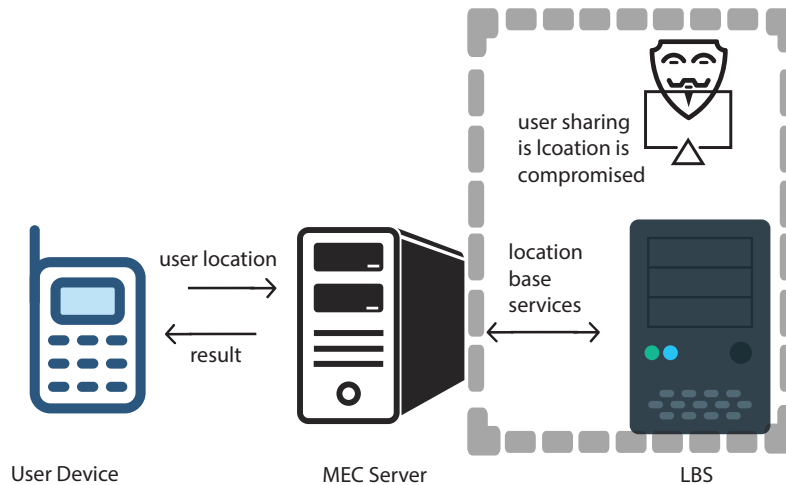 user sharing
is lcoation is
compromised
user location
result
location
base
services
User Device
MEC Server
LBS